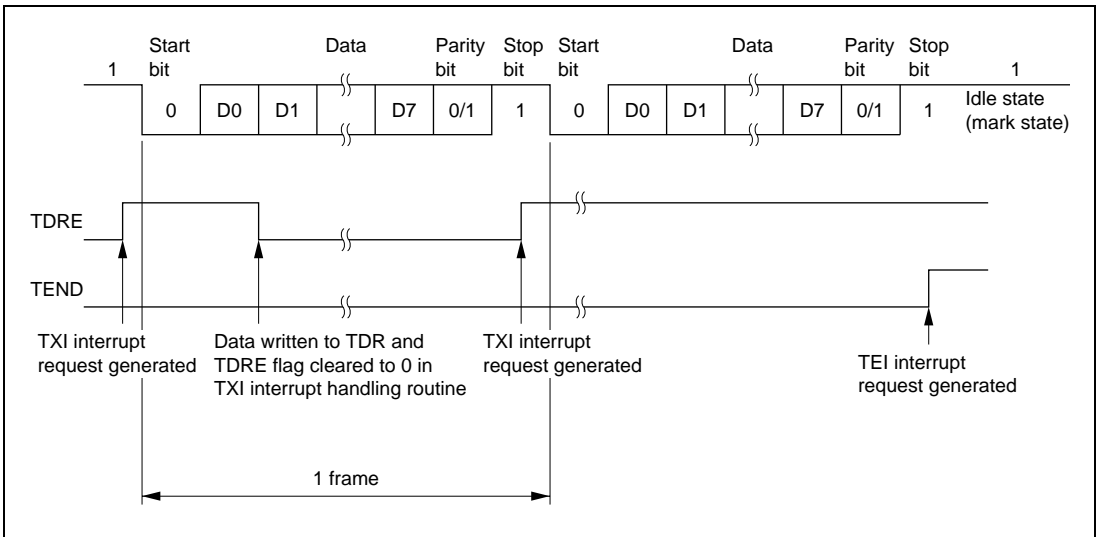 Start Data Parity Stop Start Data Parity Stop
1 bit bit bit bit bit bit 1
0 D0 D1 D7 0/1 1 0 D0 D1 D7 0/1 1 Idle state
(mark state)
TDRE
TEND
TXI interrupt Data written to TDR and TXI interrupt
request generated TDRE flag cleared to 0 in request generated
TXI interrupt handling routine
TEI interrupt
request generated
1 frame